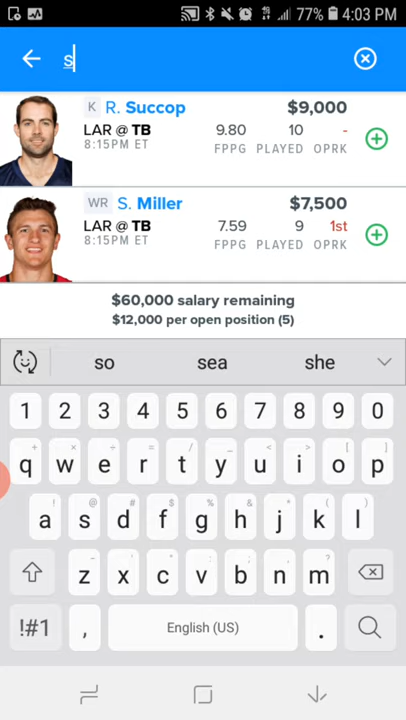 77% 4:03 PM
s
K R. Succop $9,000
LAR @ TB 9.80 10 -
8:15PM ET FPPG PLAYED OPRK
WR S. Miller $7,500
LAR @ TB 7.59 9 1st
8:15PM ET FPPG PLAYED OPRK
$60,000 salary remaining
$12,000 per open position (5)
so sea she
1 2 3 4 5 6 7 8 9 0
+ × ÷ = / _ < > [ ]
q w e r t y u i o p
! @ # $ % ^ & * ( )
a s d f g h j k l
- ' " : ; , ?
z x c v b n m
!#1 , English (US) .